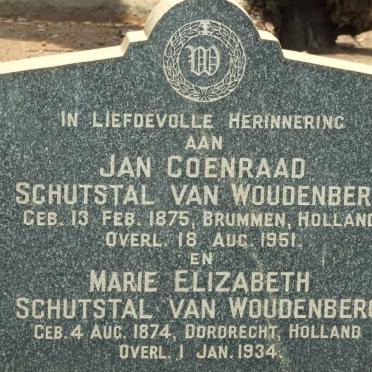 W
IN LIEFDEVOLLE HERINNERING
AAN
JAN COENRAAD
SCHUTSTAL VAN WOUDENBER
GEB. 13 FEB. 1875, BRUMMEN, HOLLAND
OVERL. 18 AUG. 1951.
EN
MARIE ELIZABETH
SCHUTSTAL VAN WOUDENBERG
GEB. 4 AUG. 1874, DORDRECHT, HOLLAND
OVERL. 1 JAN. 1934.